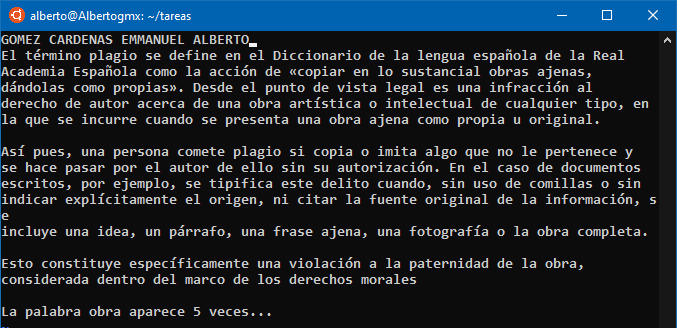 alberto@Albertogmx: ~/tareas
GOMEZ CARDENAS EMMANUEL ALBERTO
El término plagio se define en el Diccionario de la lengua española de la Real
Academia Española como la acción de «copiar en lo sustancial obras ajenas,
dándolas como propias». Desde el punto de vista legal es una infracción al
derecho de autor acerca de una obra artística o intelectual de cualquier tipo, en
la que se incurre cuando se presenta una obra ajena como propia u original.

Así pues, una persona comete plagio si copia o imita algo que no le pertenece y
se hace pasar por el autor de ello sin su autorización. En el caso de documentos
escritos, por ejemplo, se tipifica este delito cuando, sin uso de comillas o sin
indicar explícitamente el origen, ni citar la fuente original de la información, s
e
incluye una idea, un párrafo, una frase ajena, una fotografía o la obra completa.

Esto constituye específicamente una violación a la paternidad de la obra,
considerada dentro del marco de los derechos morales

La palabra obra aparece 5 veces...